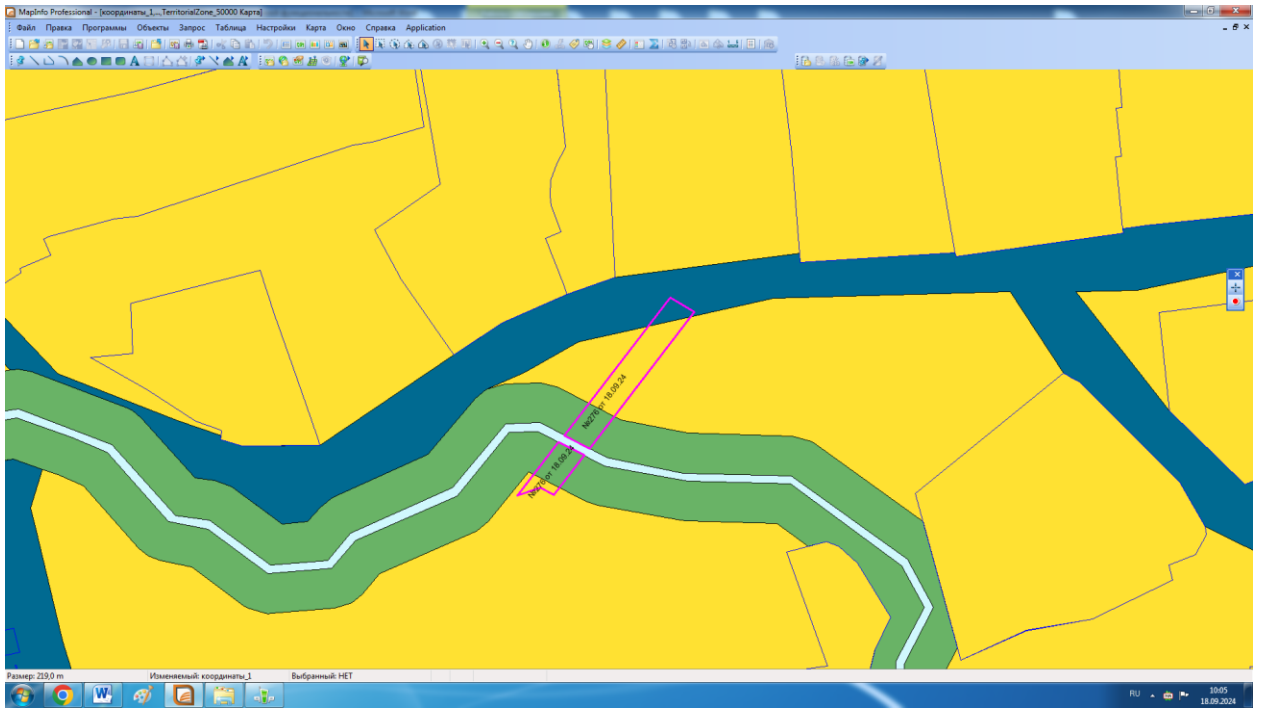 MapInfo Professional - [координаты_1,...,TerritorialZone_50000 Карта]
Файл Правка Программы Объекты Запрос Таблица Настройки Карта Окно Справка Application
№276 от 18.09.24
№276 от 18.09.24
Размер: 219,0 m Изменяемый: координаты_1 Выбранный: НЕТ
RU 10:05
18.09.2024